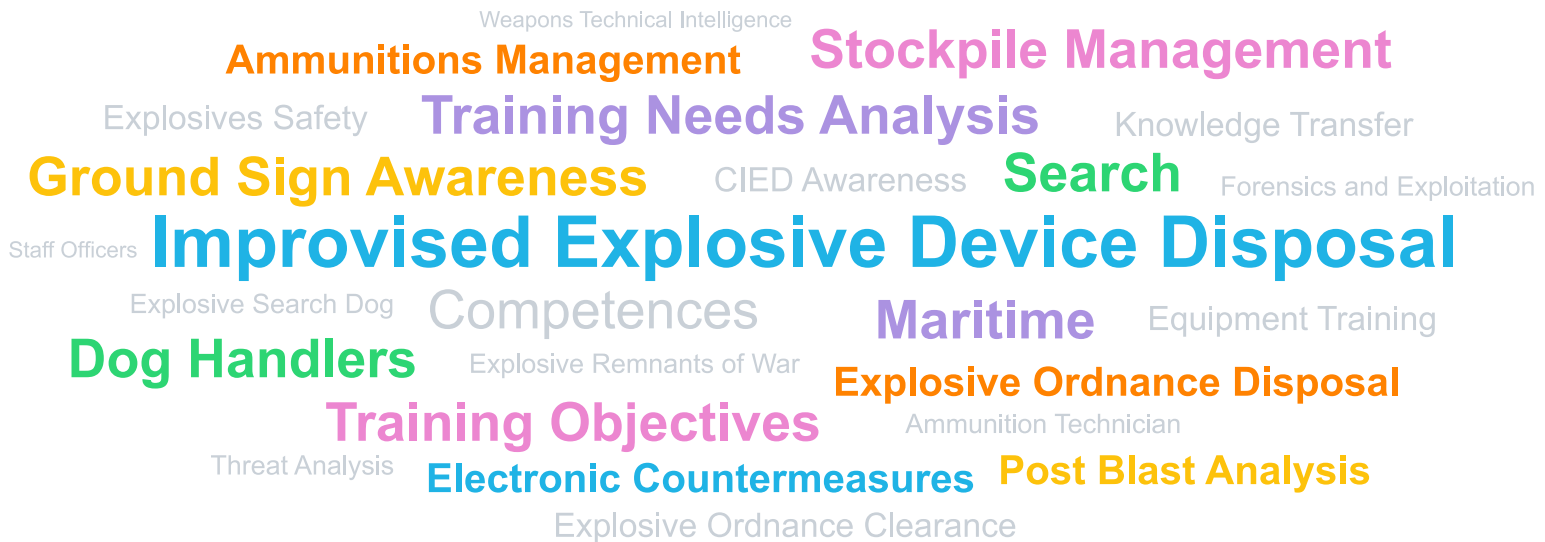 Weapons Technical Intelligence
Ammunitions Management
Stockpile Management
Explosives Safety
Training Needs Analysis
Knowledge Transfer
Ground Sign Awareness
CIED Awareness
Search
Forensics and Exploitation
Staff Officers
Improvised Explosive Device Disposal
Explosive Search Dog
Competences
Maritime
Equipment Training
Dog Handlers
Explosive Remnants of War
Explosive Ordnance Disposal
Training Objectives
Ammunition Technician
Threat Analysis
Electronic Countermeasures
Post Blast Analysis
Explosive Ordnance Clearance